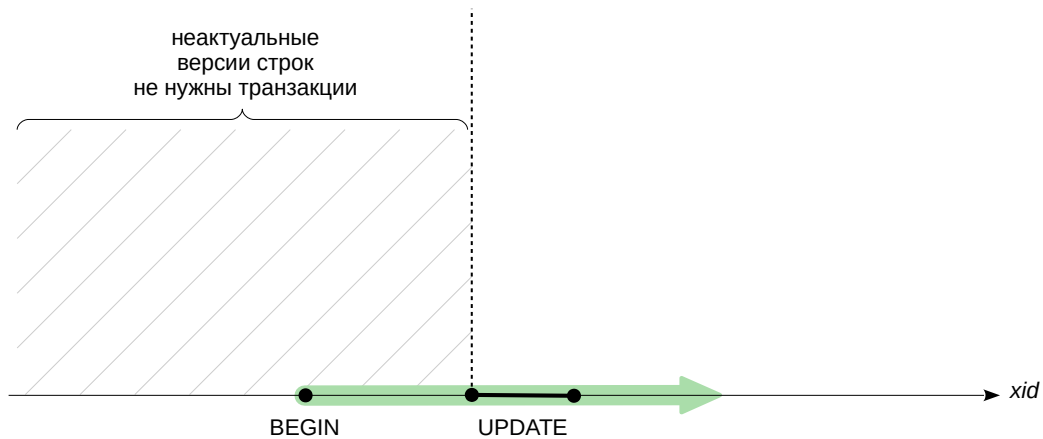 неактуальные
версии строк
не нужны транзакции
xid
BEGIN
UPDATE